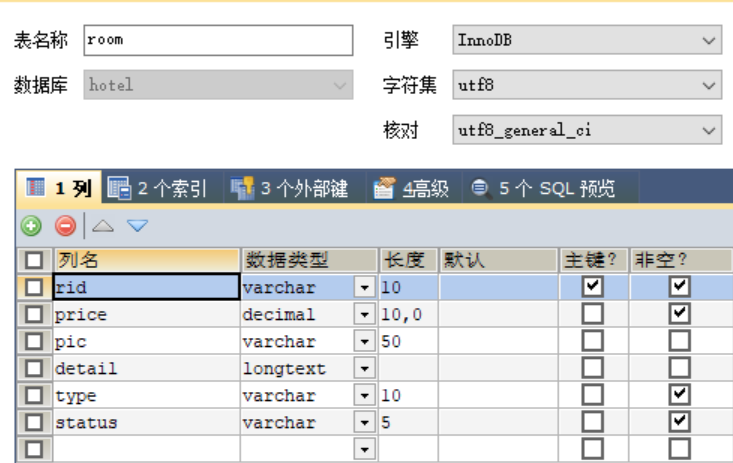 表名称 room 引擎 InnoDB
数据库 hotel 字符集 utf8
核对 utf8_general_ci
1 列 2 个索引 3 个外部键 4高级 5 个 SQL 预览
列名 数据类型 长度 默认 主键? 非空?
rid varchar 10
price decimal 10,0
pic varchar 50
detail longtext
type varchar 10
status varchar 5